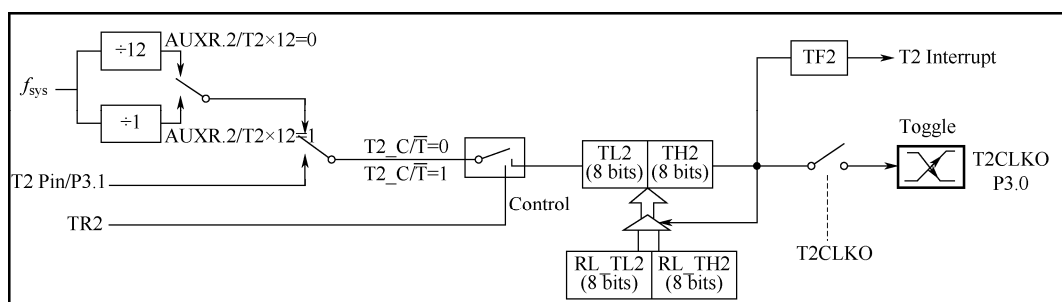 ÷12
AUXR.2/T2×12=0
fsys
÷1
AUXR.2/T2×12=1
T2 Pin/P3.1
TR2
T2_C/T̅=0
T2_C/T̅=1
Control
TL2
(8 bits)
TH2
(8 bits)
RL_TL2
(8 bits)
RL_TH2
(8 bits)
TF2
T2 Interrupt
Toggle
T2CLKO
P3.0
T2CLKO